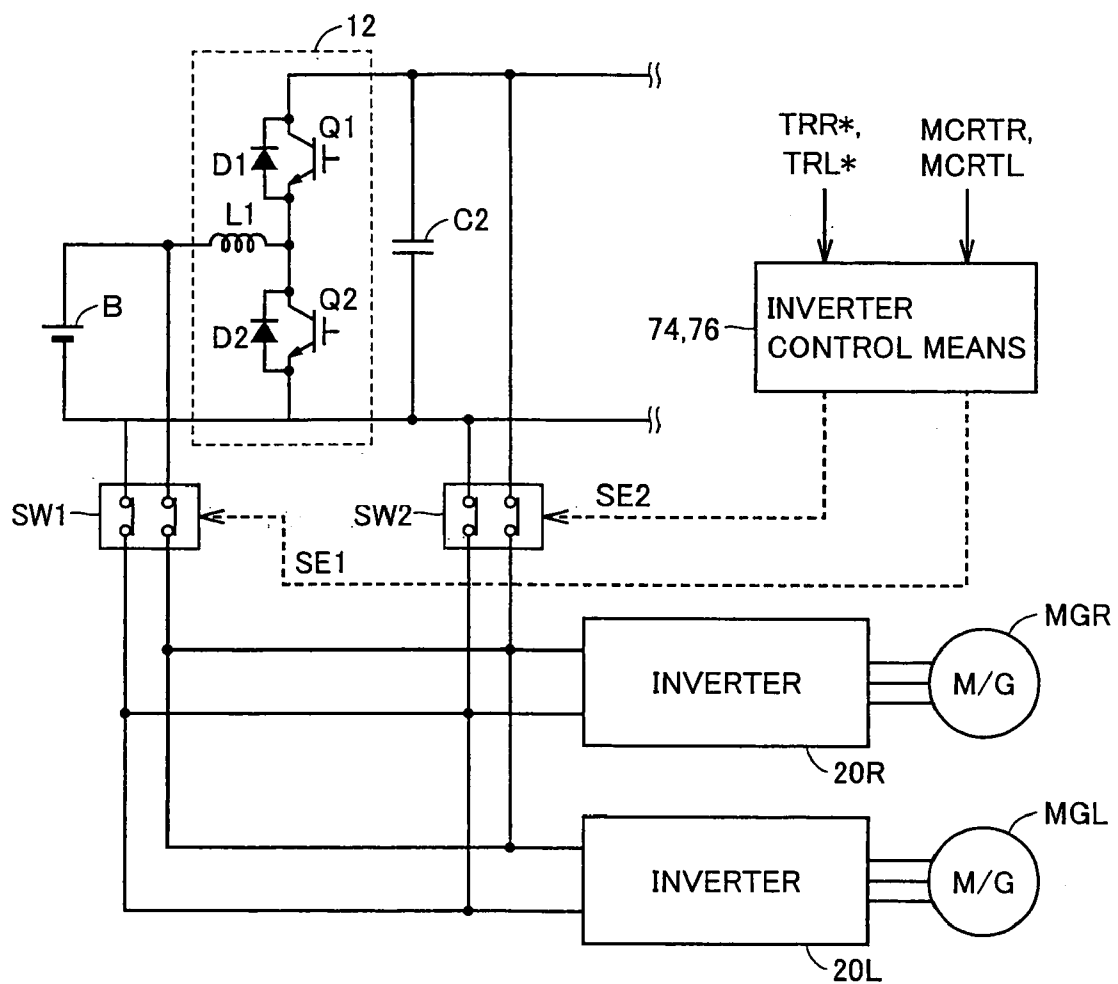 12
Q1
D1
L1
C2
B
Q2
D2
TRR*,
TRL*
MCRTR,
MCRTL
74,76
INVERTER
CONTROL MEANS
SW1
SW2
SE2
SE1
MGR
INVERTER
M/G
20R
MGL
INVERTER
M/G
20L